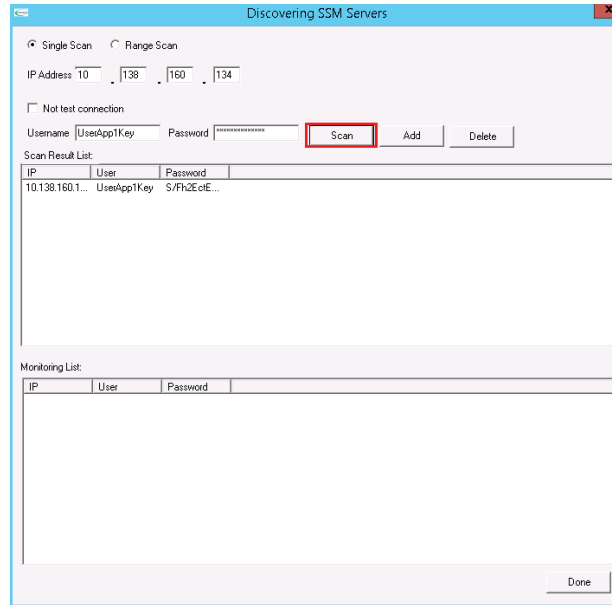 Discovering SSM Servers
Single Scan Range Scan
IP Address 10 . 138 . 160 . 134
Not test connection
Username UserApp1Key Password ************** Scan Add Delete
Scan Result List:
IP User Password
10.138.160.1... UserApp1Key S/Fh2EctE...
Monitoring List:
IP User Password
Done